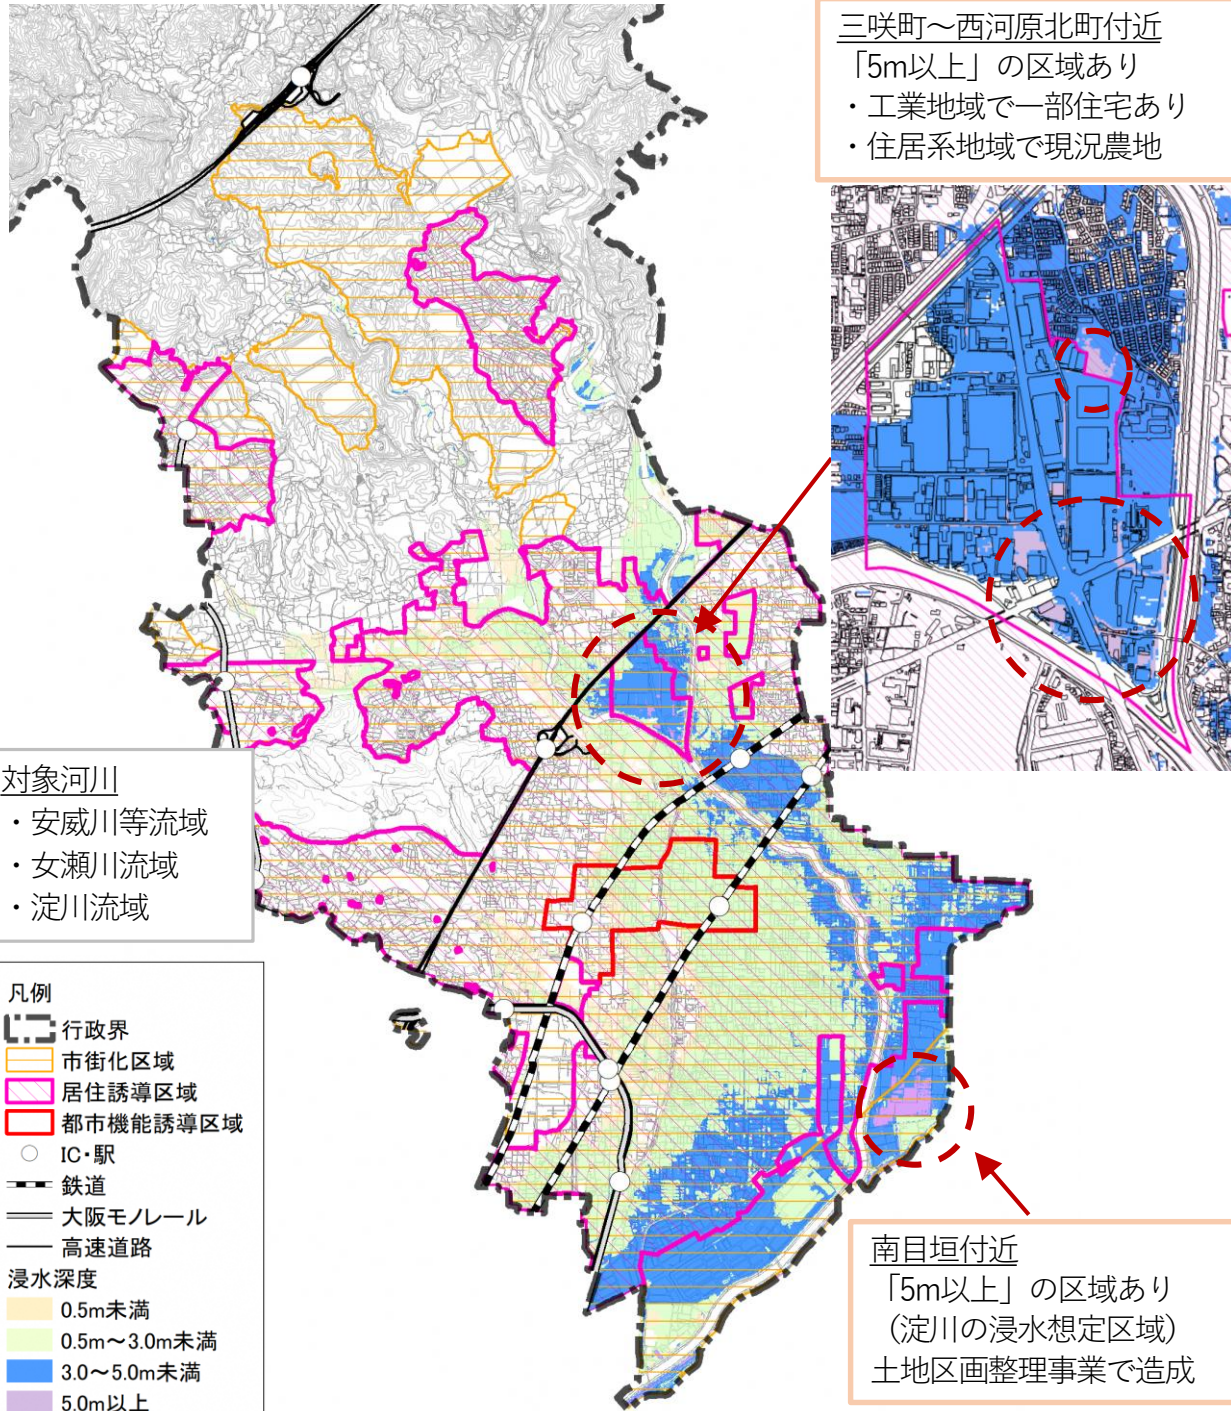 三咲町～西河原北町付近
「5m以上」の区域あり
・工業地域で一部住宅あり
・住居系地域で現況農地
対象河川
・安威川等流域
・女瀬川流域
・淀川流域
凡例
行政界
市街化区域
居住誘導区域
都市機能誘導区域
IC・駅
鉄道
大阪モノレール
高速道路
浸水深度
0.5m未満
0.5m～3.0m未満
3.0～5.0m未満
5.0m以上
南目垣付近
「5m以上」の区域あり
（淀川の浸水想定区域）
土地区画整理事業で造成